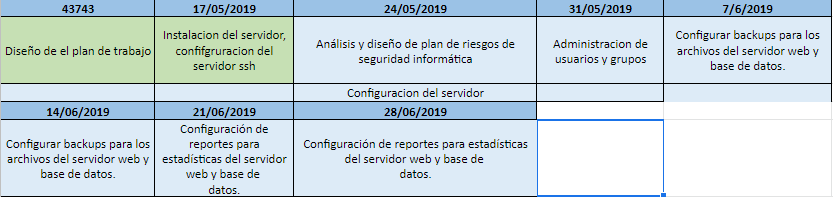 43743
17/05/2019
24/05/2019
31/05/2019
7/6/2019
Diseño de el plan de trabajo
Instalacion del servidor,
confifgruracion del
servidor ssh
Análisis y diseño de plan de riesgos de
seguridad informática
Administracion de
usuarios y grupos
Configurar backups para los
archivos del servidor web y
base de datos.
Configuracion del servidor
14/06/2019
21/06/2019
28/06/2019
Configurar backups para los
archivos del servidor web y
base de datos.
Configuración de
reportes para
estadísticas del servidor
web y base de
datos.
Configuración de reportes para estadísticas
del servidor web y base de
datos.